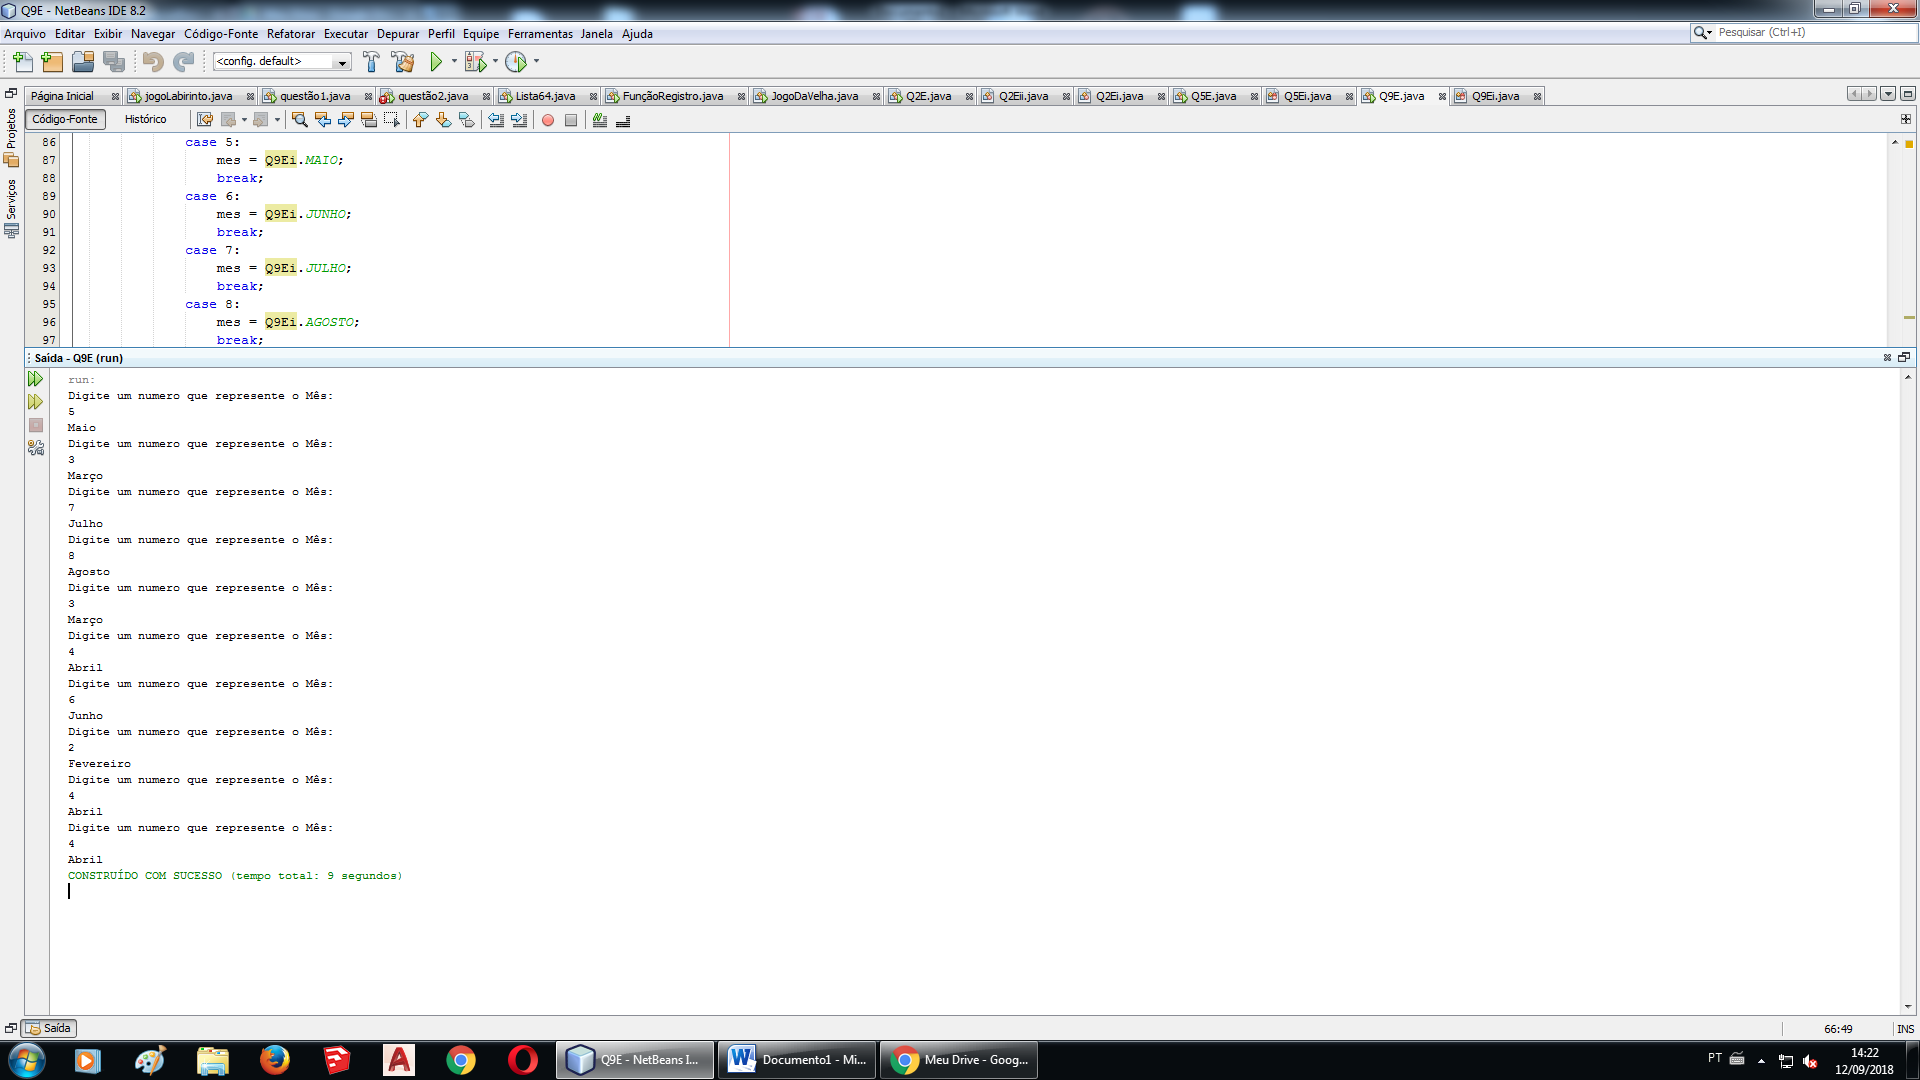 Q9E - NetBeans IDE 8.2
Arquivo Editar Exibir Navegar Código-Fonte Refatorar Executar Depurar Perfil Equipe Ferramentas Janela Ajuda
Pesquisar (Ctrl+I)
<config. default>
Página Inicial jogoLabirinto.java questão1.java questão2.java Lista64.java FunçãoRegistro.java JogoDaVelha.java Q2E.java Q2Eii.java Q2Ei.java Q5E.java Q5Ei.java Q9E.java Q9Ei.java
Projetos
Serviços
Código-Fonte Histórico
86 case 5:
87 mes = Q9Ei.MAIO;
88 break;
89 case 6:
90 mes = Q9Ei.JUNHO;
91 break;
92 case 7:
93 mes = Q9Ei.JULHO;
94 break;
95 case 8:
96 mes = Q9Ei.AGOSTO;
97 break;
Saída - Q9E (run)
run:
Digite um numero que represente o Mês:
5
Maio
Digite um numero que represente o Mês:
3
Março
Digite um numero que represente o Mês:
7
Julho
Digite um numero que represente o Mês:
8
Agosto
Digite um numero que represente o Mês:
3
Março
Digite um numero que represente o Mês:
4
Abril
Digite um numero que represente o Mês:
6
Junho
Digite um numero que represente o Mês:
2
Fevereiro
Digite um numero que represente o Mês:
4
Abril
Digite um numero que represente o Mês:
4
Abril
CONSTRUÍDO COM SUCESSO (tempo total: 9 segundos)
Saída
66:49 INS
Q9E - NetBeans I... Documento1 - Mi... Meu Drive - Goog...
PT
14:22
12/09/2018